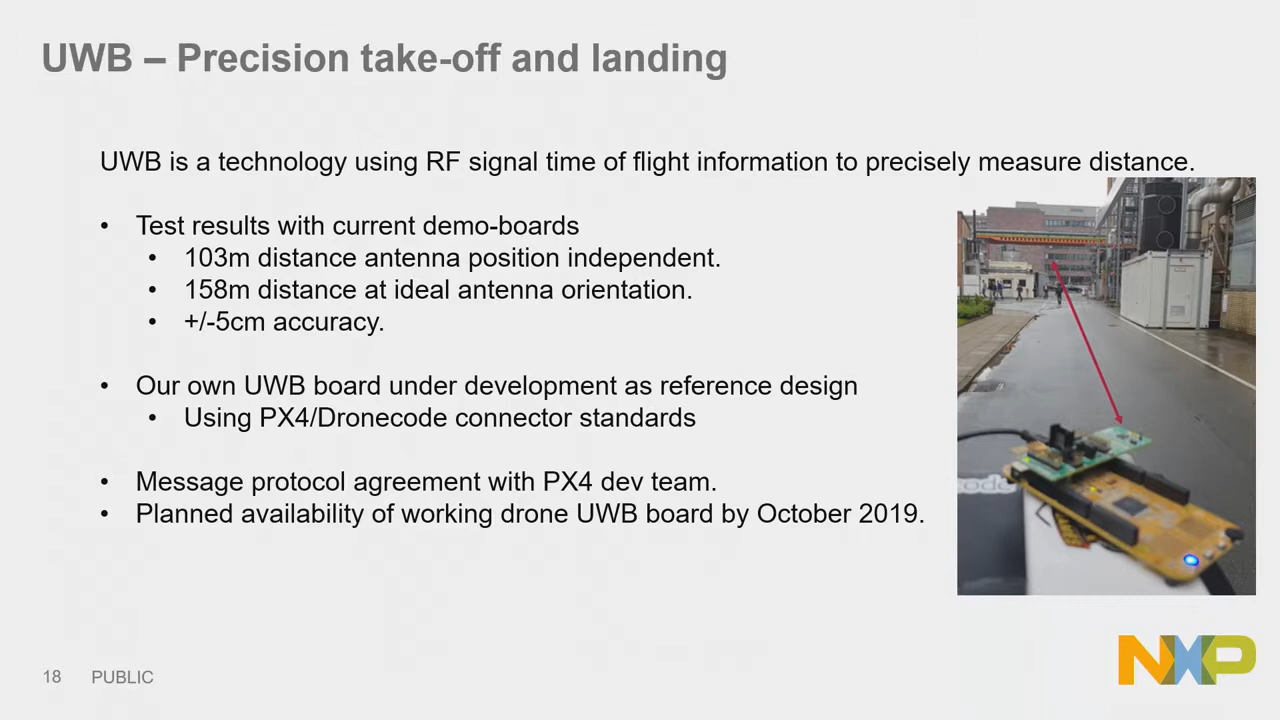 UWB – Precision take-off and landing
UWB is a technology using RF signal time of flight information to precisely measure distance.
• Test results with current demo-boards
• 103m distance antenna position independent.
• 158m distance at ideal antenna orientation.
• +/-5cm accuracy.
• Our own UWB board under development as reference design
• Using PX4/Dronecode connector standards
• Message protocol agreement with PX4 dev team.
• Planned availability of working drone UWB board by October 2019.
18 PUBLIC
NXP